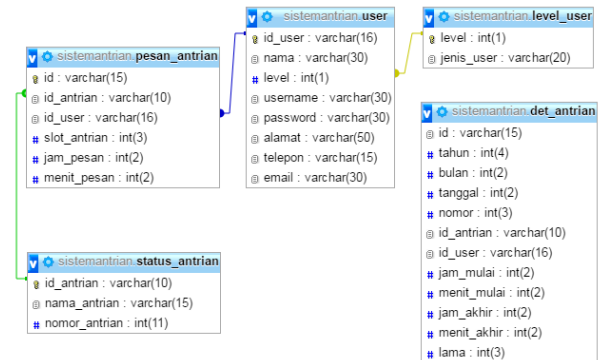 sistemantrian.pesan_antrian
id : varchar(15)
id_antrian : varchar(10)
id_user : varchar(16)
slot_antrian : int(3)
jam_pesan : int(2)
menit_pesan : int(2)
sistemantrian.status_antrian
id_antrian : varchar(10)
nama_antrian : varchar(15)
nomor_antrian : int(11)
sistemantrian.user
id_user : varchar(16)
nama : varchar(30)
level : int(1)
username : varchar(30)
password : varchar(30)
alamat : varchar(50)
telepon : varchar(15)
email : varchar(30)
sistemantrian.level_user
level : int(1)
jenis_user : varchar(20)
sistemantrian.det_antrian
id : varchar(15)
tahun : int(4)
bulan : int(2)
tanggal : int(2)
nomor : int(3)
id_antrian : varchar(10)
id_user : varchar(16)
jam_mulai : int(2)
menit_mulai : int(2)
jam_akhir : int(2)
menit_akhir : int(2)
lama : int(3)